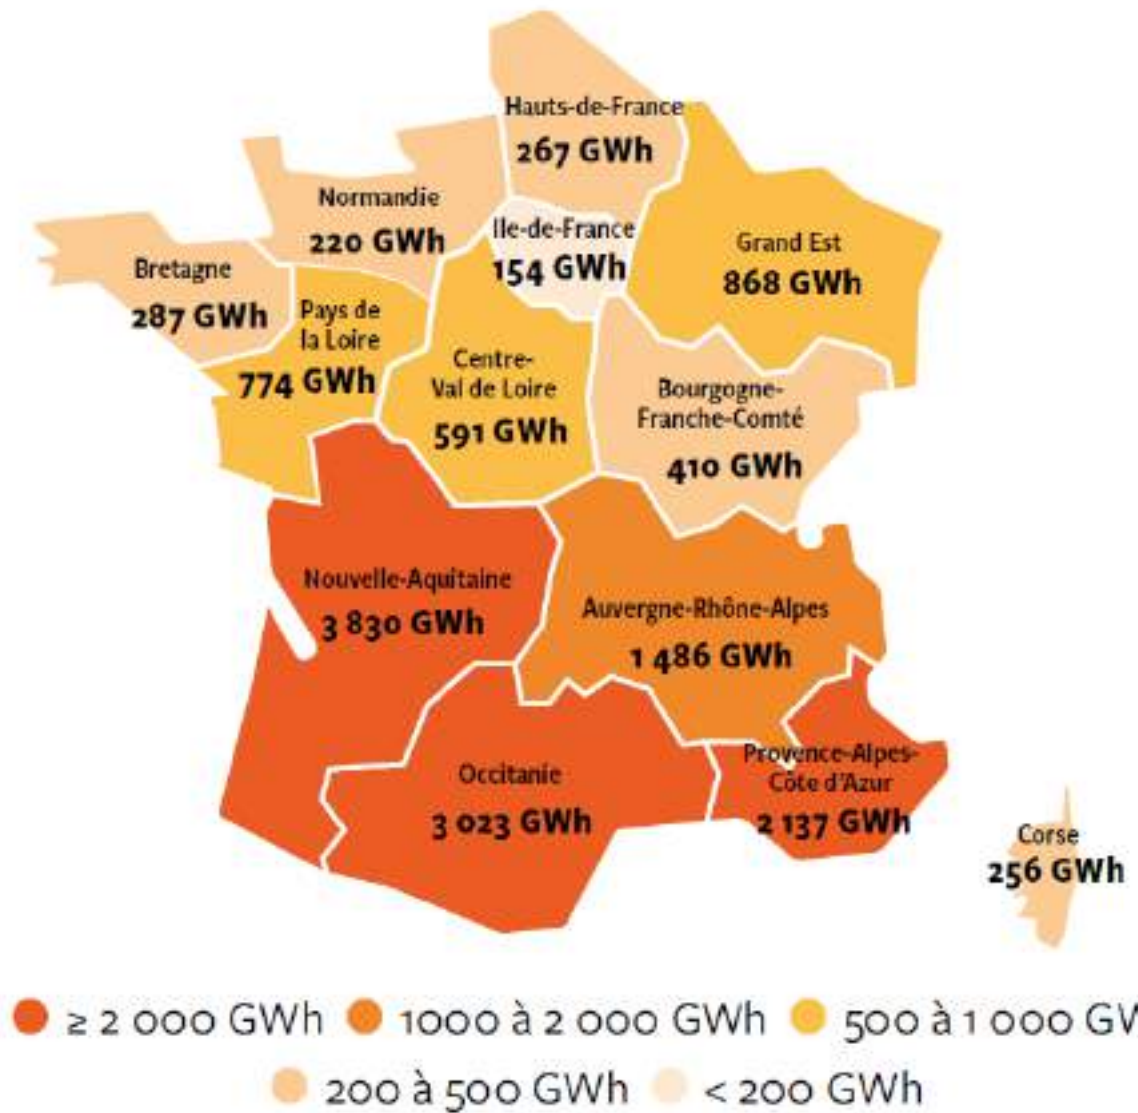 Hauts-de-France
267 GWh
Normandie
220 GWh
Ile-de-France
154 GWh
Grand Est
868 GWh
Bretagne
287 GWh
Pays de
la Loire
774 GWh
Centre-
Val de Loire
591 GWh
Bourgogne-
Franche-Comté
410 GWh
Nouvelle-Aquitaine
3 830 GWh
Auvergne-Rhône-Alpes
1 486 GWh
Occitanie
3 023 GWh
Provence-Alpes-
Côte d'Azur
2 137 GWh
Corse
256 GWh
≥ 2 000 GWh 1000 à 2 000 GWh 500 à 1 000 GW
200 à 500 GWh < 200 GWh